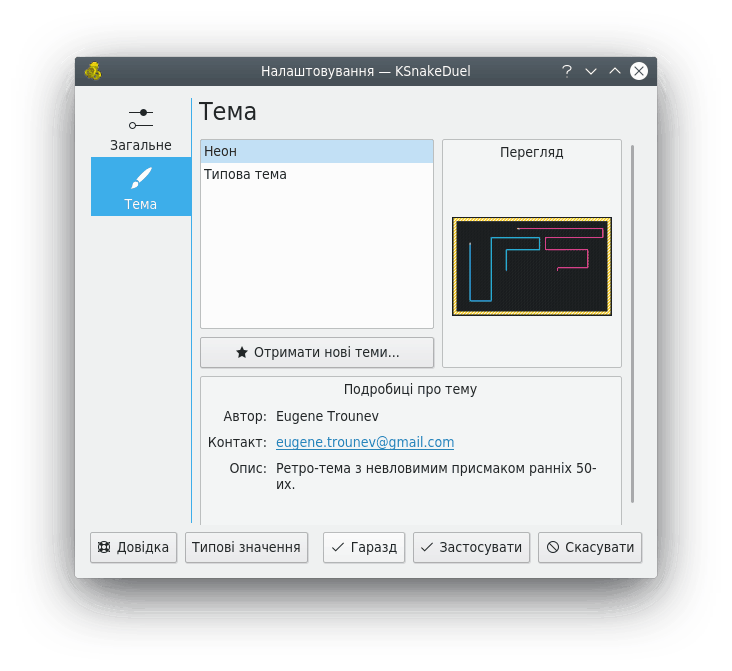 Налаштовування — KSnakeDuel
Загальне
Тема
Тема
Неон
Типова тема
Перегляд
Отримати нові теми...
Подробиці про тему
Автор: Eugene Trounev
Контакт: eugene.trounev@gmail.com
Опис: Ретро-тема з невловимим присмаком ранніх 50-
их.
Довідка
Типові значення
Гаразд
Застосувати
Скасувати